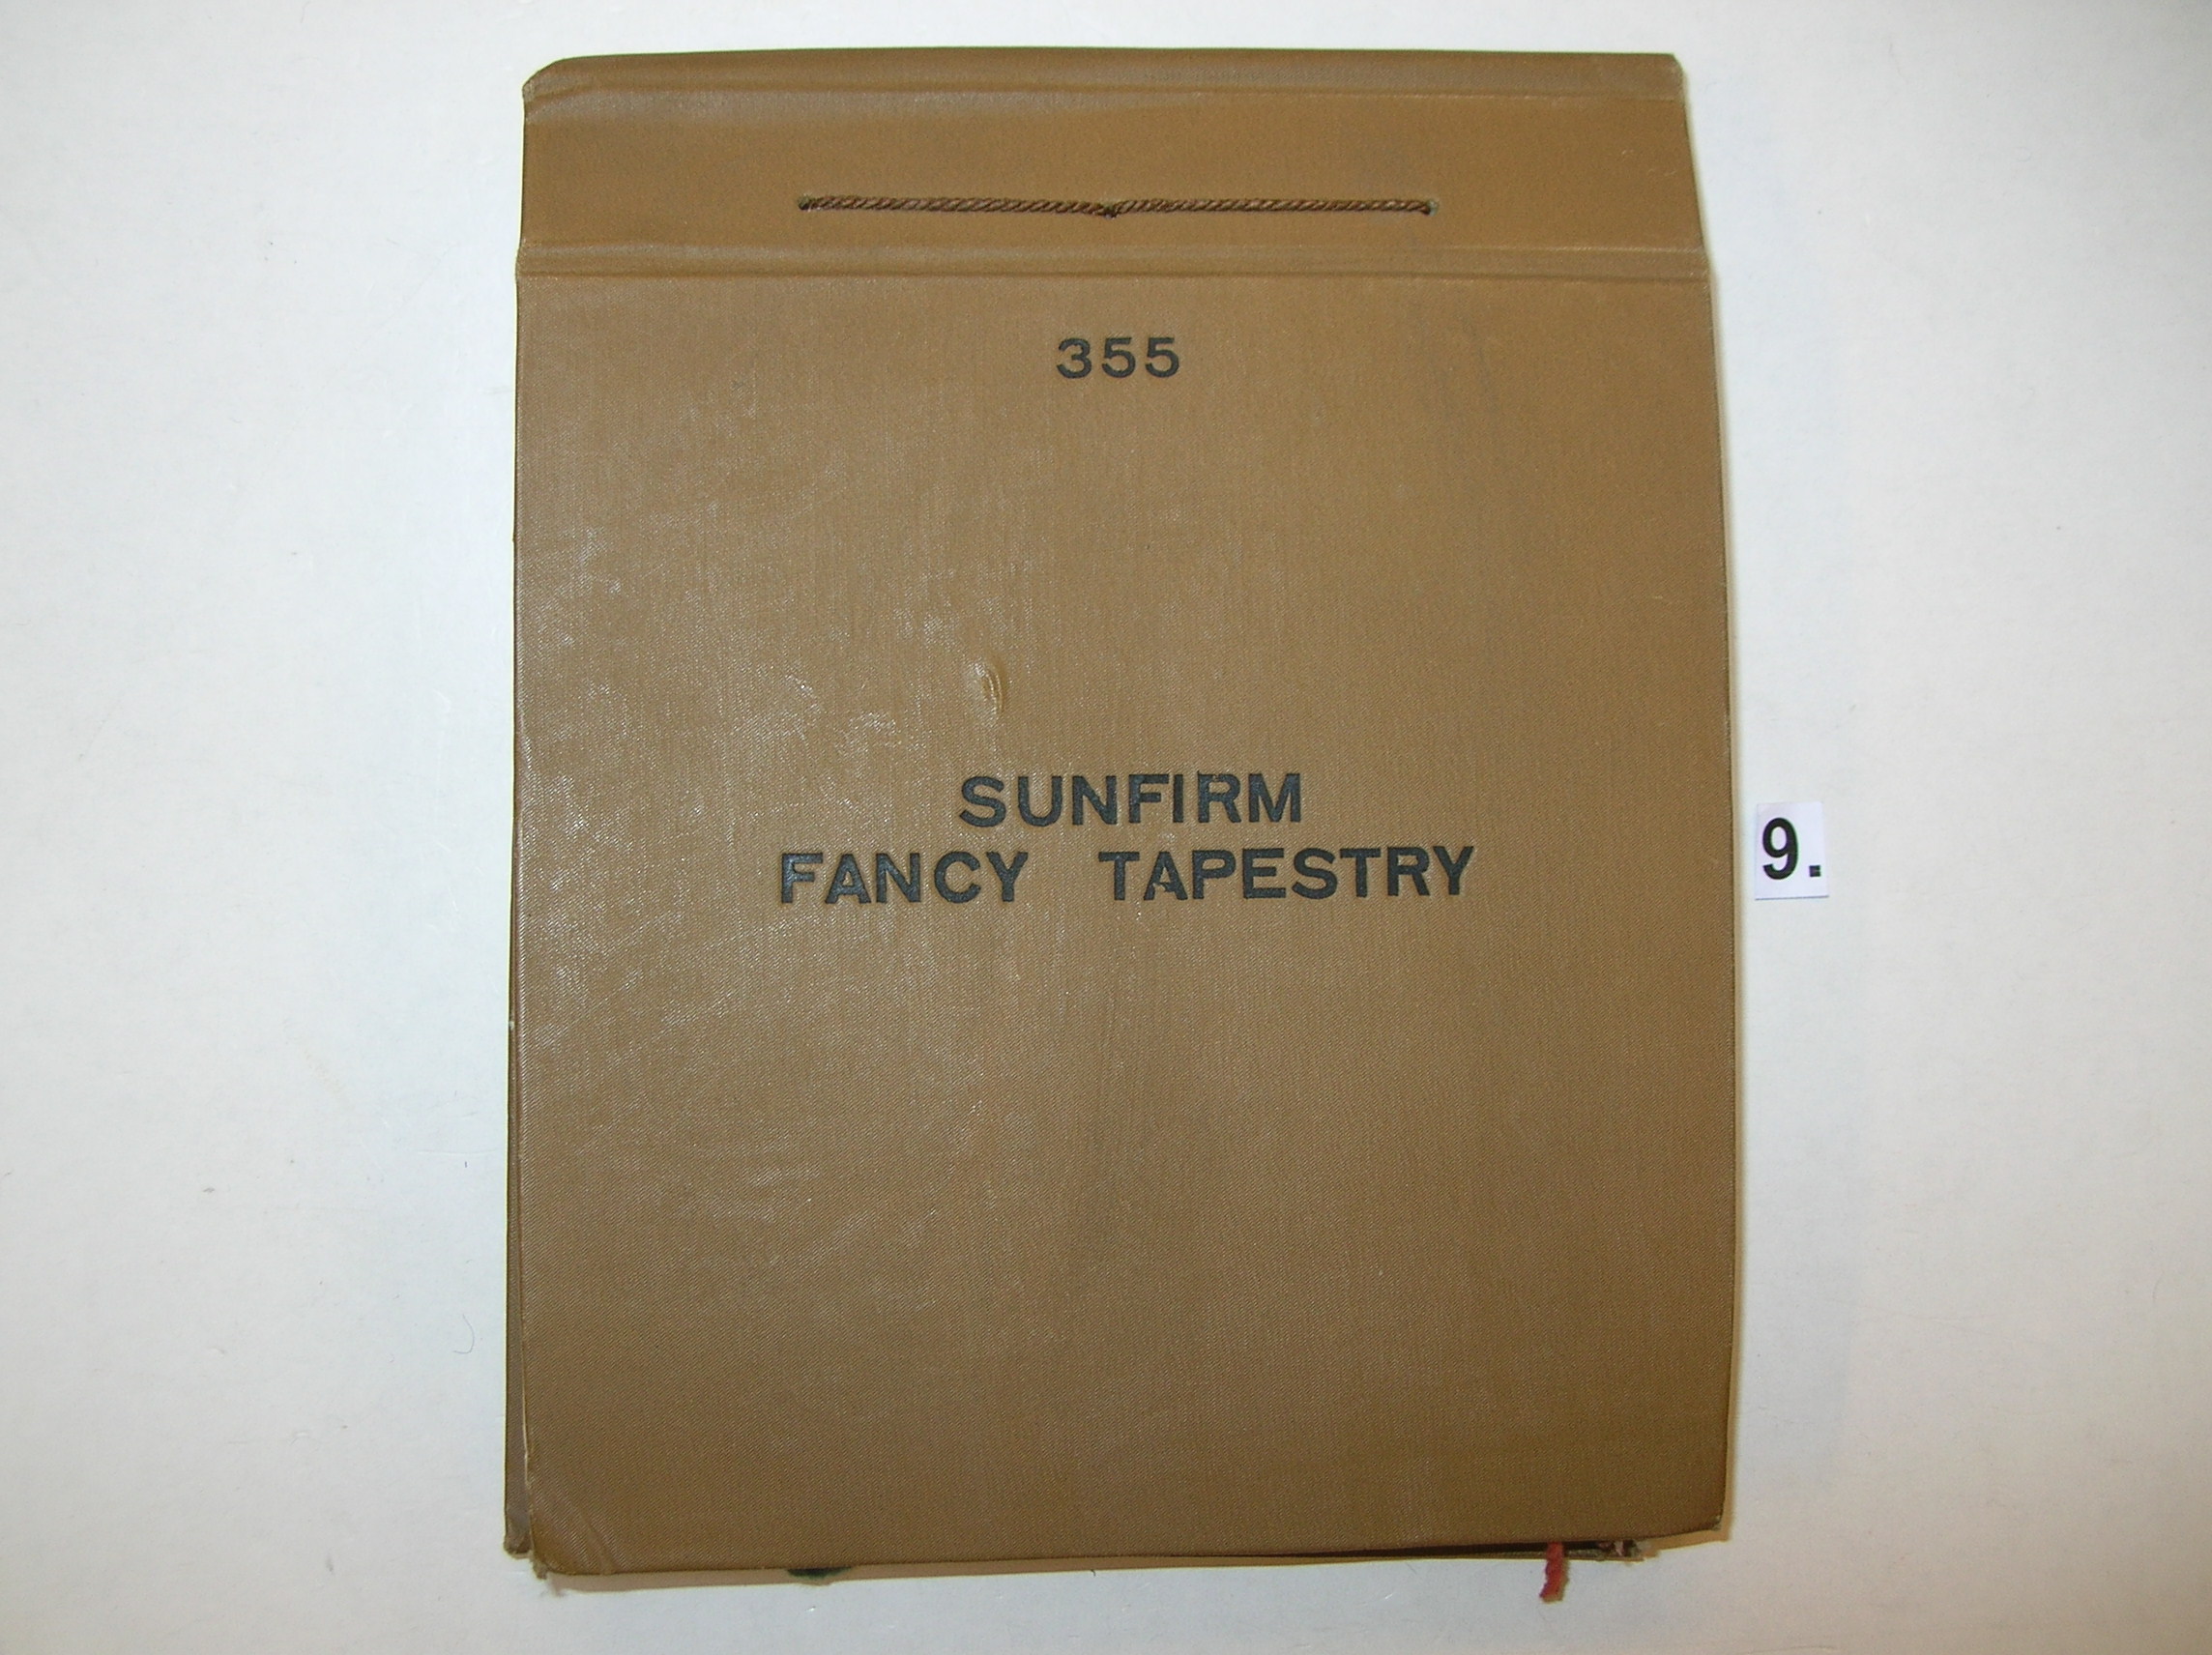 355
SUNFIRM
FANCY TAPESTRY
9.